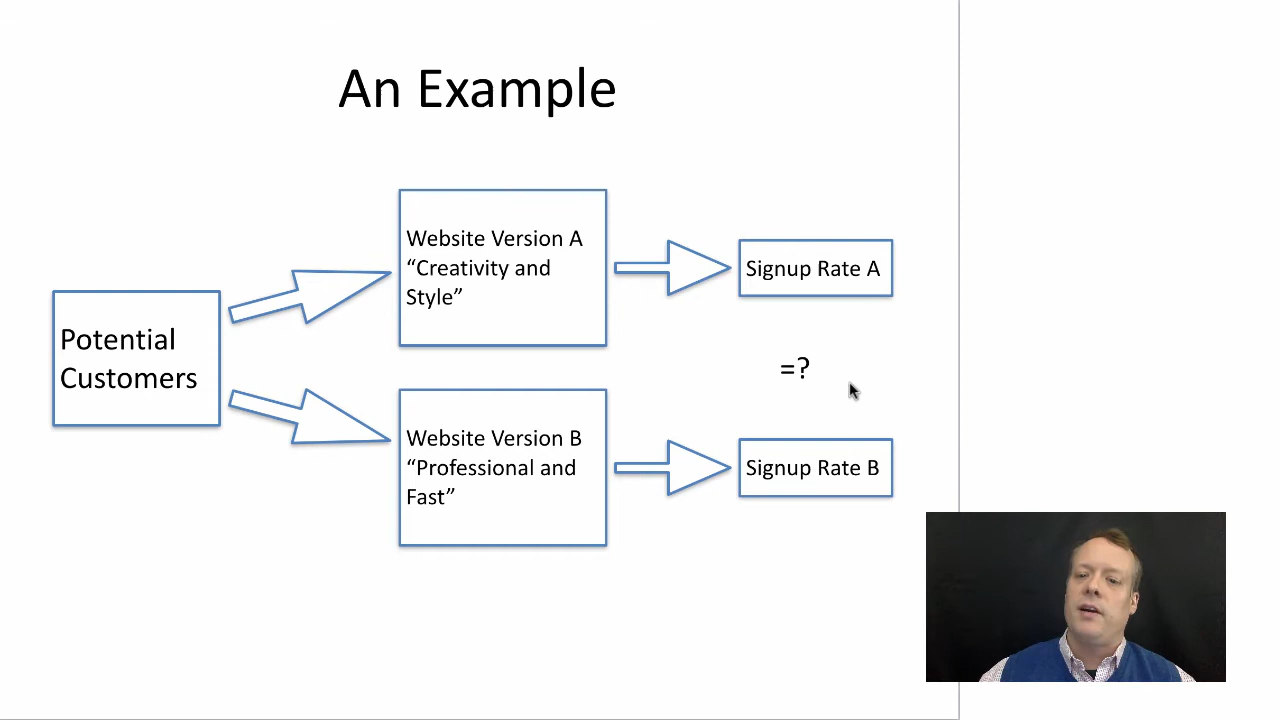 An Example
Potential
Customers
Website Version A
“Creativity and
Style”
Signup Rate A
=?
Website Version B
“Professional and
Fast”
Signup Rate B